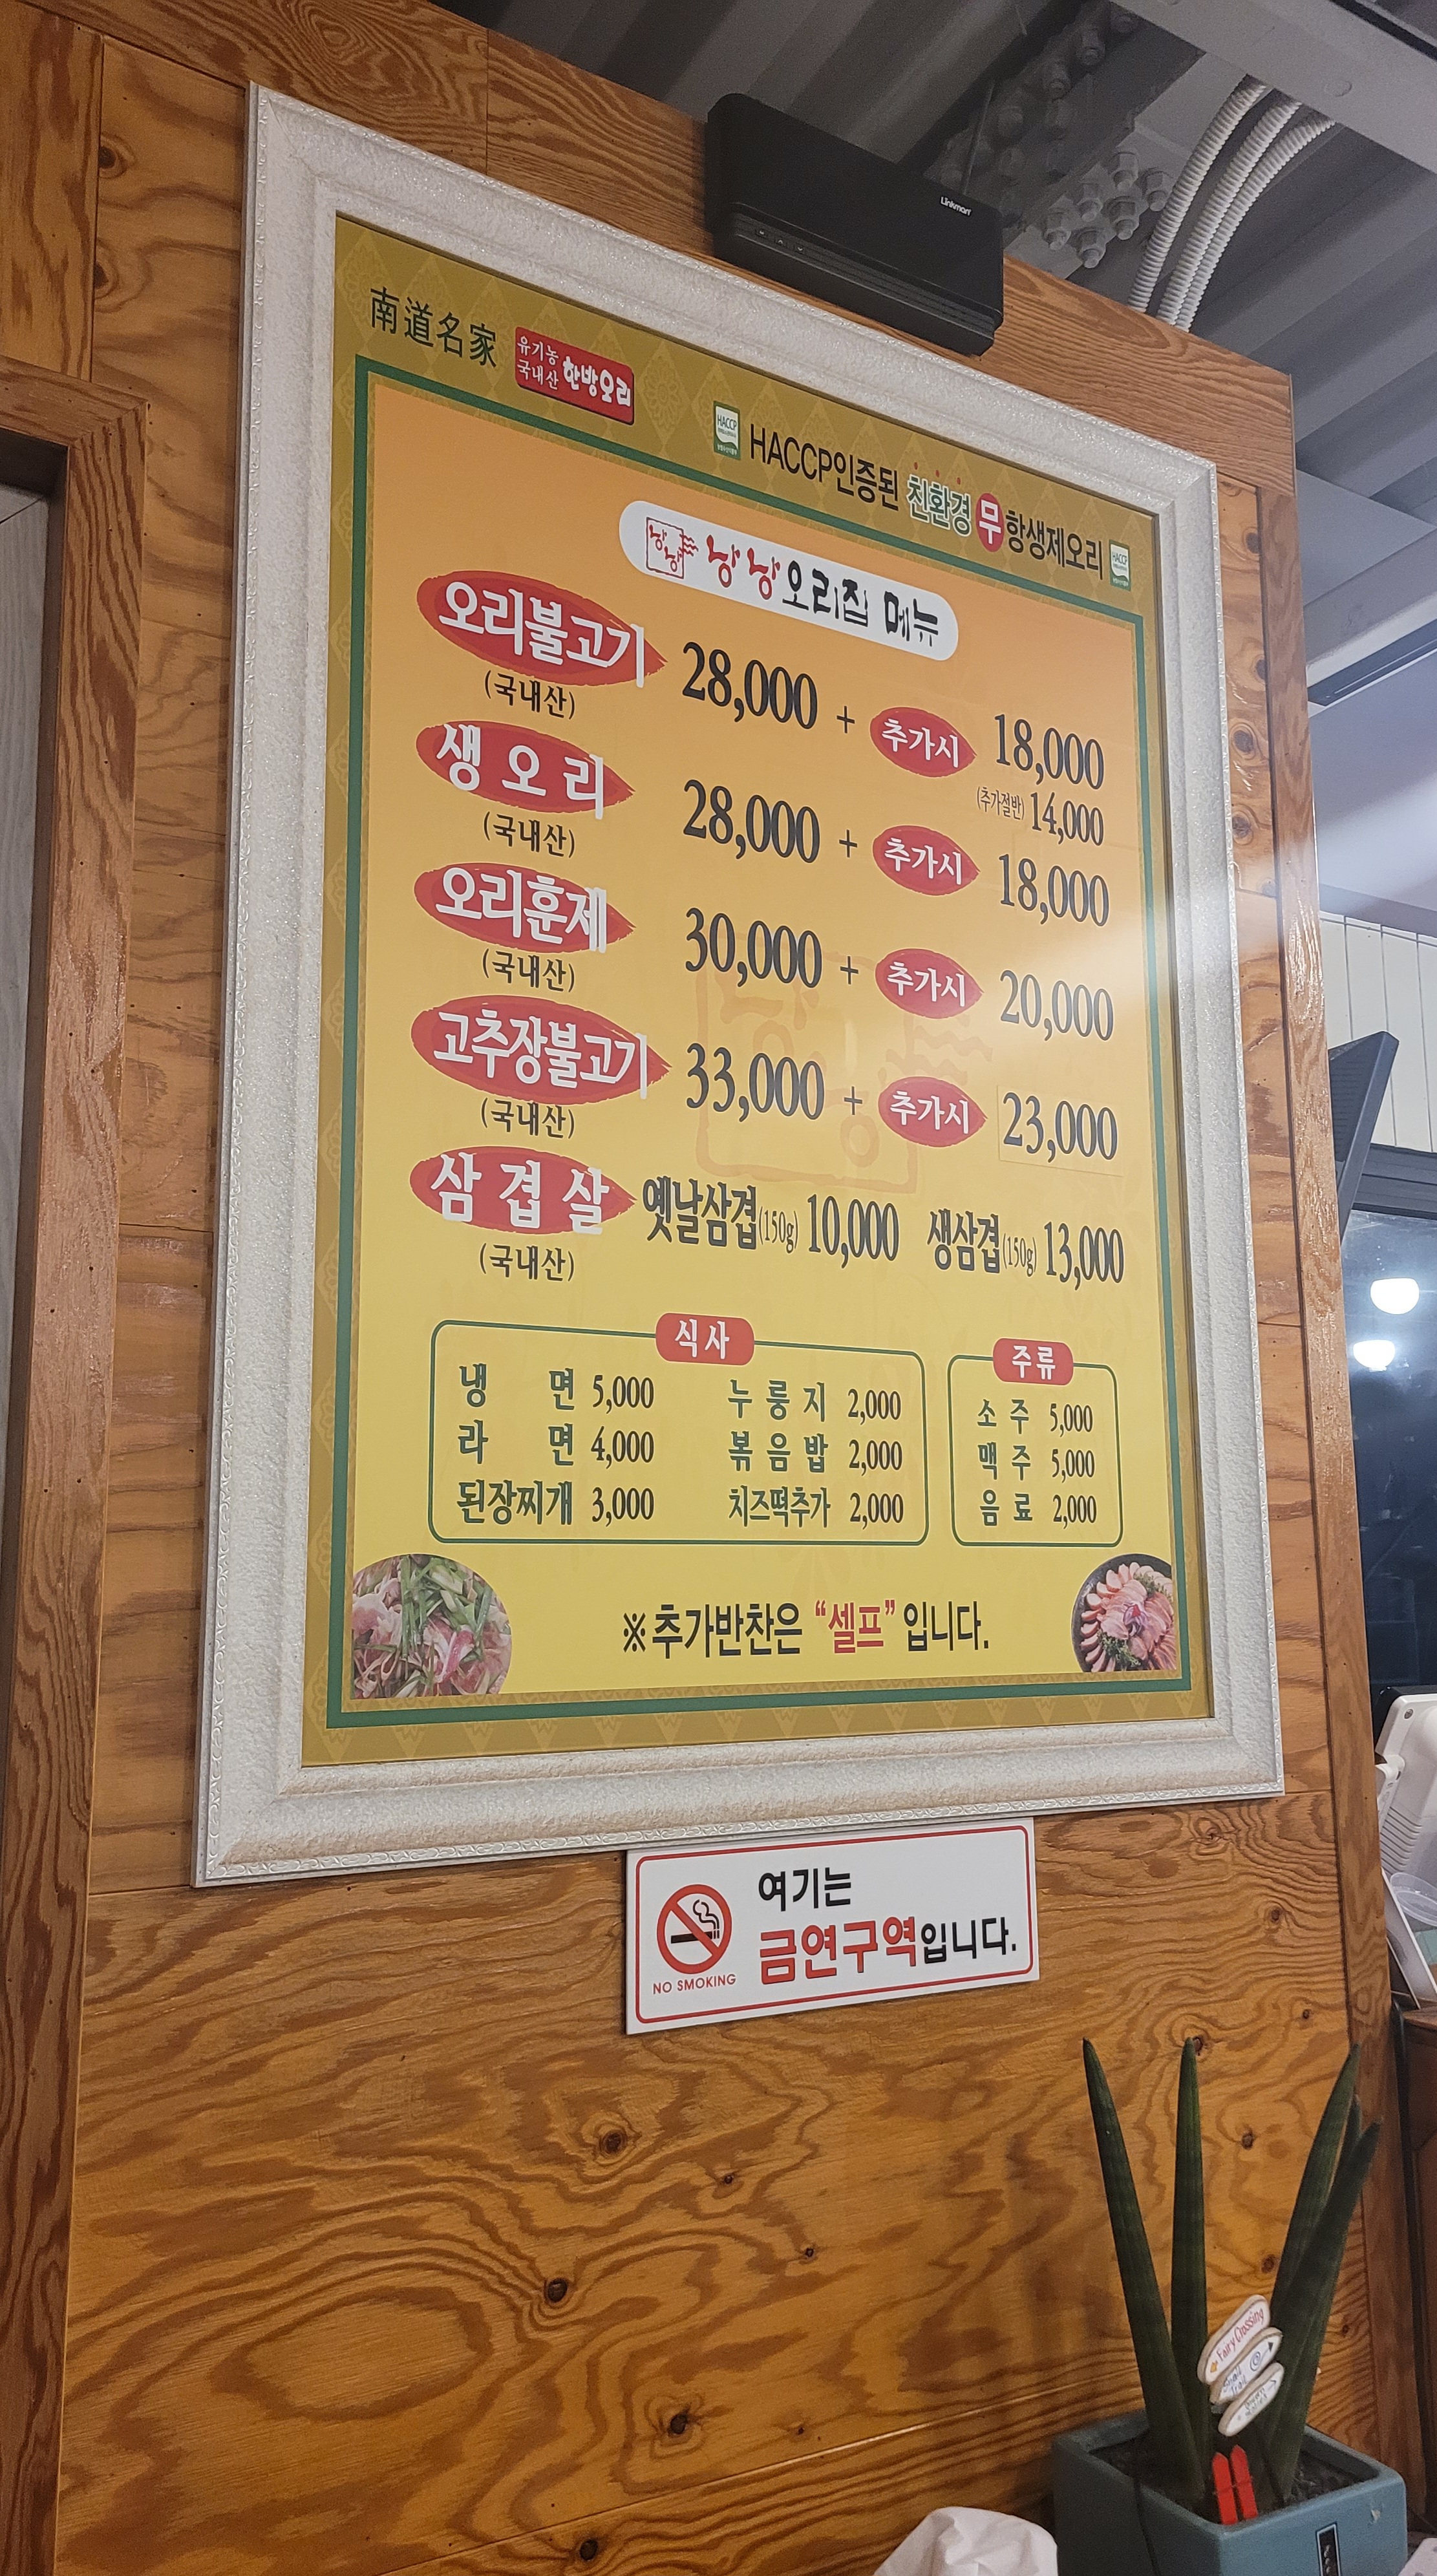 Linkman
南道名家
유기농
국내산 한방오리
HACCP
HACCP인증된 친환경 무항생제오리
HACCP
냥냥오리집 메뉴
오리불고기 28,000 + 추가시 18,000
(국내산)
(추가절반) 14,000
생오리 28,000 + 추가시 18,000
(국내산)
오리훈제 30,000 + 추가시 20,000
(국내산)
고추장불고기 33,000 + 추가시 23,000
(국내산)
삼겹살 옛날삼겹(150g) 10,000 생삼겹(150g) 13,000
(국내산)
식사
냉면 5,000 누룽지 2,000
라면 4,000 볶음밥 2,000
된장찌개 3,000 치즈떡추가 2,000
주류
소주 5,000
맥주 5,000
음료 2,000
※추가반찬은 “셀프”입니다.
여기는
금연구역입니다.
NO SMOKING
Fairy Crossing